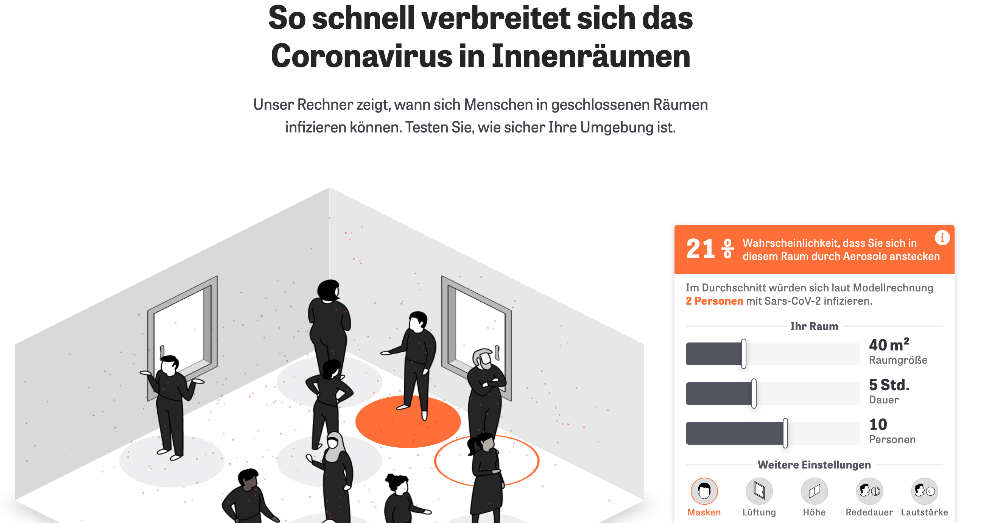 So schnell verbreitet sich das
Coronavirus in Innenräumen
Unser Rechner zeigt, wann sich Menschen in geschlossenen Räumen
infizieren können. Testen Sie, wie sicher Ihre Umgebung ist.
21 % Wahrscheinlichkeit, dass Sie sich in
diesem Raum durch Aerosole anstecken
i
Im Durchschnitt würden sich laut Modellrechnung
2 Personen mit Sars-CoV-2 infizieren.
Ihr Raum
40 m²
Raumgröße
5 Std.
Dauer
10
Personen
Weitere Einstellungen
Masken Lüftung Höhe Rededauer Lautstärke